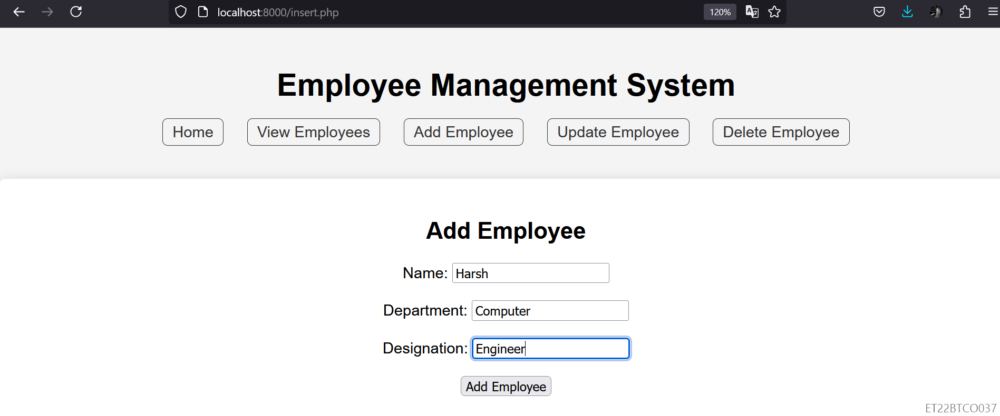 localhost:8000/insert.php 120%
Employee Management System
Home View Employees Add Employee Update Employee Delete Employee
Add Employee
Name: Harsh
Department: Computer
Designation: Engineer
Add Employee
ET22BTCO037